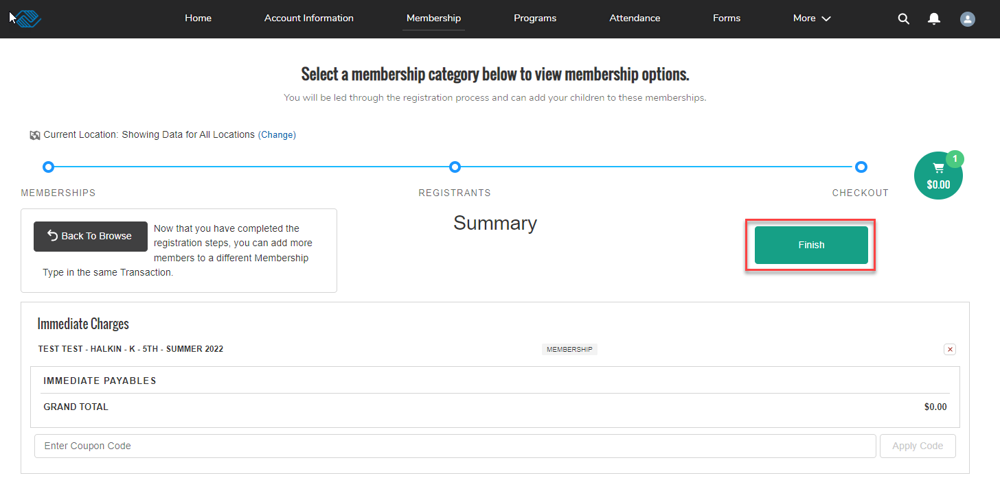 Home Account Information Membership Programs Attendance Forms More
Select a membership category below to view membership options.
You will be led through the registration process and can add your children to these memberships.
Current Location: Showing Data for All Locations (Change)
1
$0.00
MEMBERSHIPS REGISTRANTS CHECKOUT
Back To Browse
Now that you have completed the
registration steps, you can add more
members to a different Membership
Type in the same Transaction.
Summary
Finish
Immediate Charges
TEST TEST - HALKIN - K - 5TH - SUMMER 2022 MEMBERSHIP
IMMEDIATE PAYABLES
GRAND TOTAL $0.00
Enter Coupon Code Apply Code